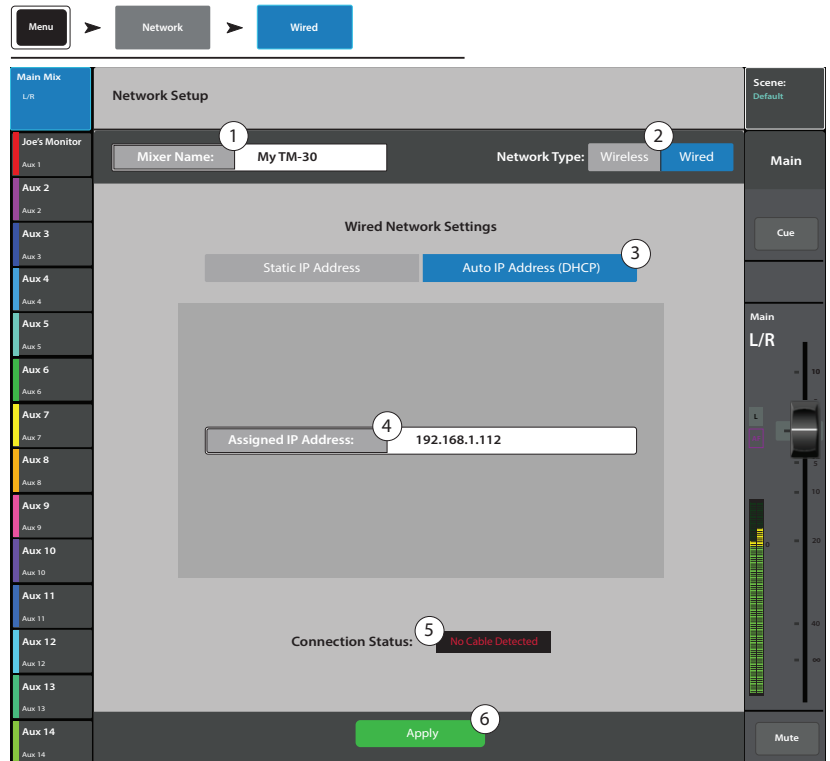 Menu
Network
Wired
Main Mix
L/R
Network Setup
Scene:
Default
1
2
Joe's Monitor
Aux 1
Mixer Name:
My TM-30
Network Type:
Wireless
Wired
Main
Aux 2
Aux 2
Aux 3
Aux 3
Wired Network Settings
Cue
3
Static IP Address
Auto IP Address (DHCP)
Aux 4
Aux 4
Aux 5
Aux 5
Main
L/R
Aux 6
Aux 6
10
Aux 7
Aux 7
L
4
Assigned IP Address:
192.168.1.112
Aux 8
Aux 8
5
Aux 9
Aux 9
10
Aux 10
Aux 10
0
20
Aux 11
Aux 11
40
5
Aux 12
Aux 12
Connection Status:
No Cable Detected
∞
Aux 13
Aux 13
6
Aux 14
Aux 14
Apply
Mute